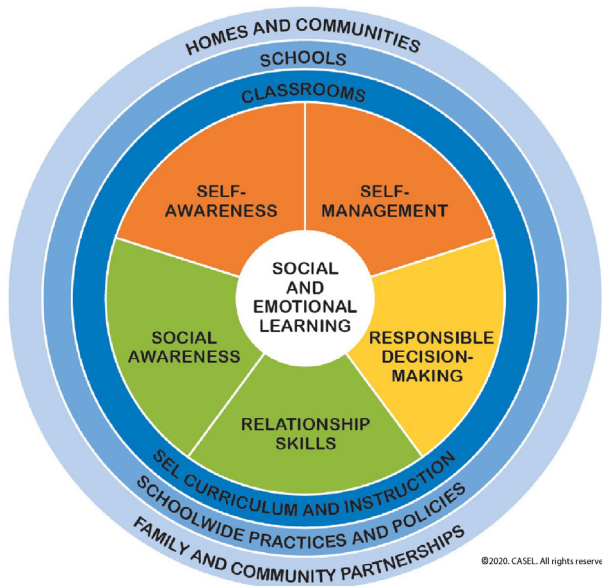 HOMES AND COMMUNITIES
SCHOOLS
CLASSROOMS
SELF-
AWARENESS
SELF-
MANAGEMENT
SOCIAL
AND
EMOTIONAL
LEARNING
SOCIAL
AWARENESS
RESPONSIBLE
DECISION-
MAKING
RELATIONSHIP
SKILLS
SEL CURRICULUM AND INSTRUCTION
SCHOOLWIDE PRACTICES AND POLICIES
FAMILY AND COMMUNITY PARTNERSHIPS
©2020. CASEL. All rights reserve